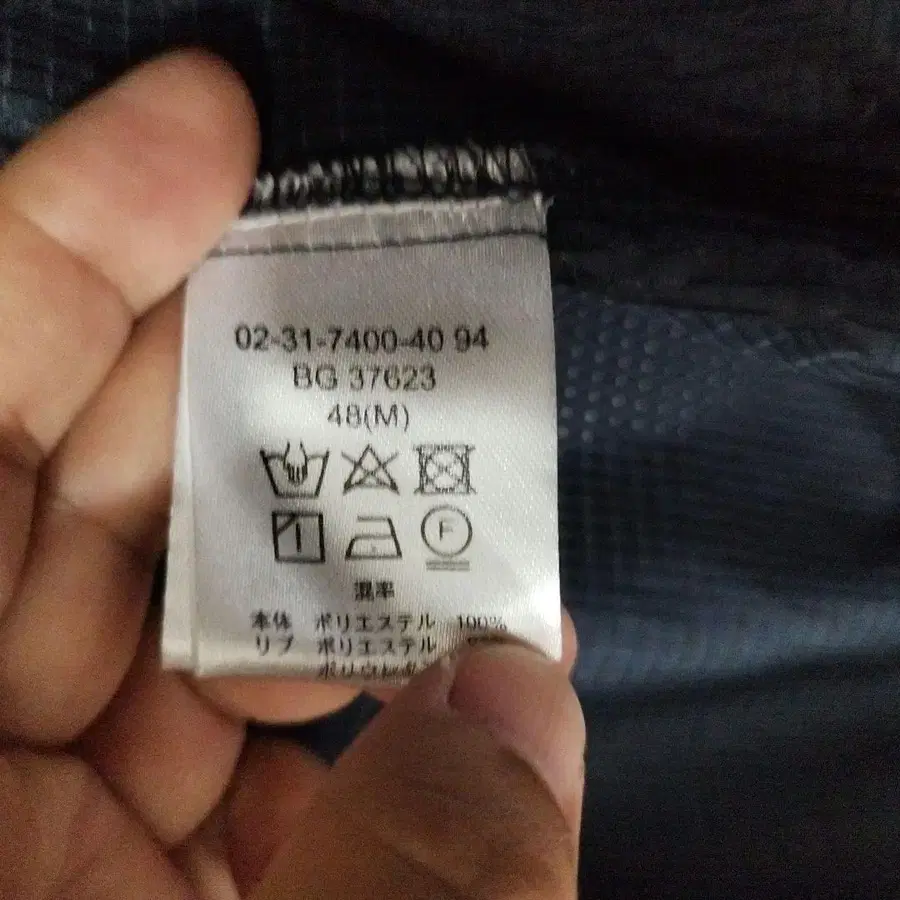 02-31-7400-40 94
BG 37623
48(M)
F
混率
本体 ポリエステル 100%
リブ ポリエステル